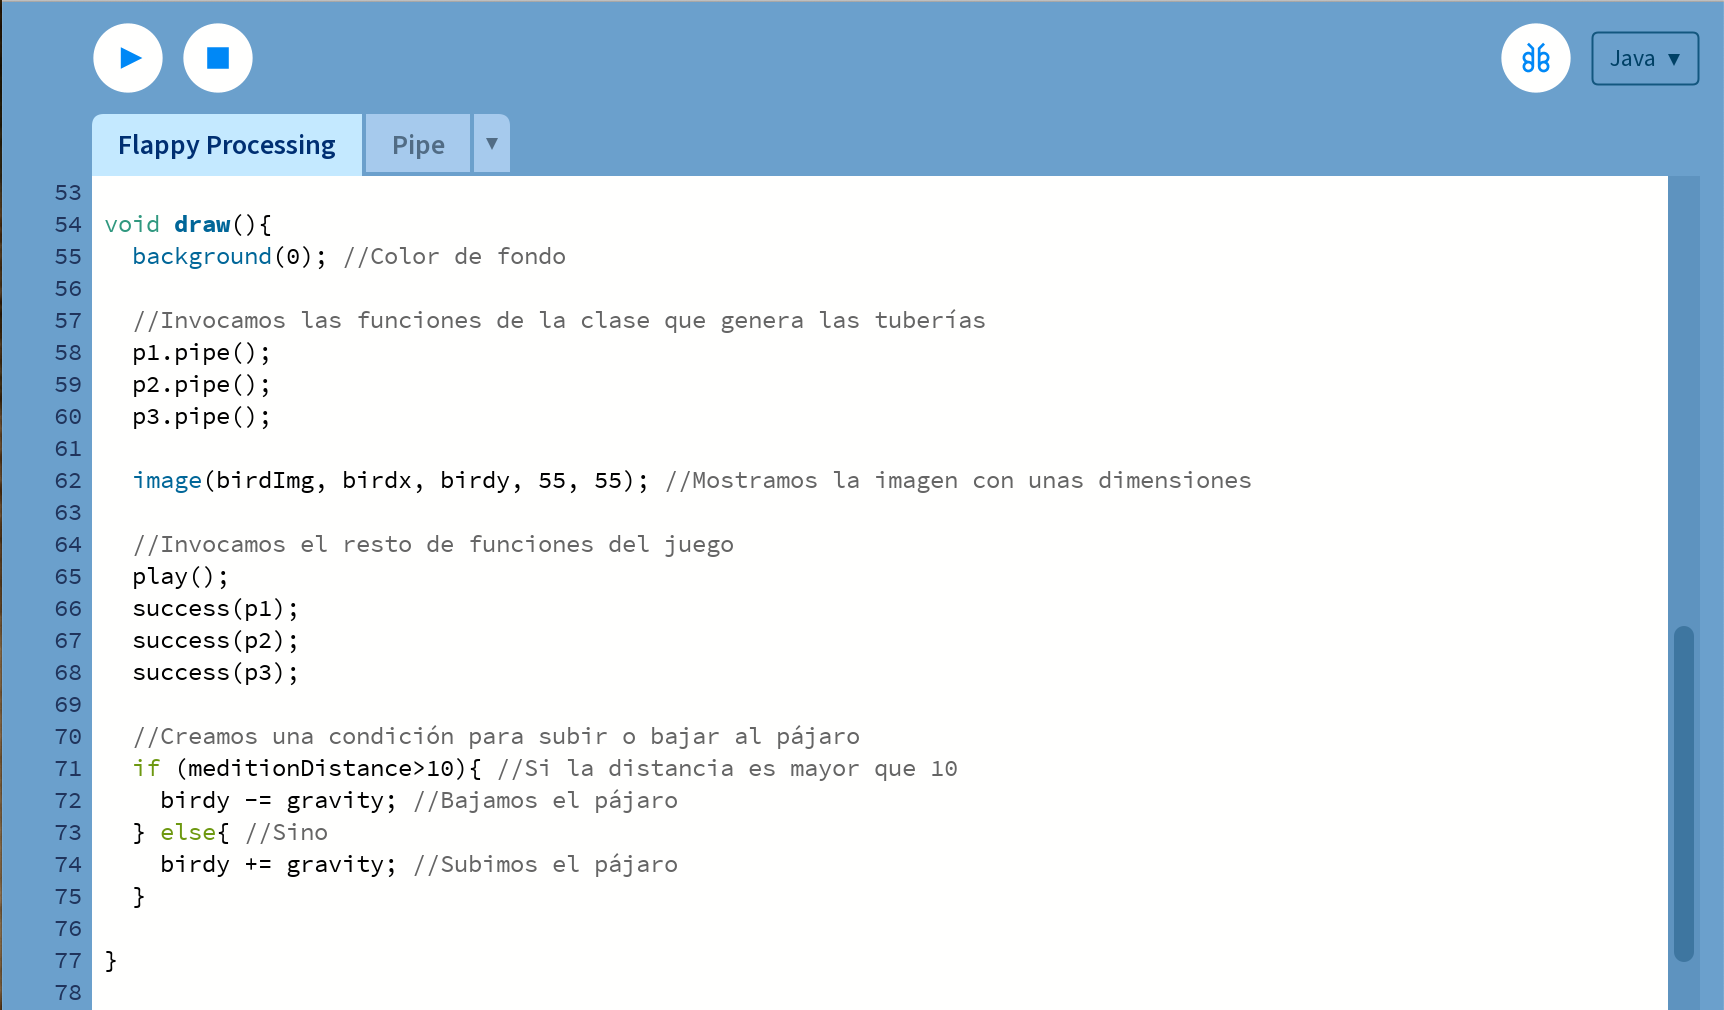 Java ▼
Flappy Processing Pipe ▼
53
54 void draw(){
55   background(0); //Color de fondo
56
57   //Invocamos las funciones de la clase que genera las tuberías
58   p1.pipe();
59   p2.pipe();
60   p3.pipe();
61
62   image(birdImg, birdx, birdy, 55, 55); //Mostramos la imagen con unas dimensiones
63
64   //Invocamos el resto de funciones del juego
65   play();
66   success(p1);
67   success(p2);
68   success(p3);
69
70   //Creamos una condición para subir o bajar al pájaro
71   if (meditionDistance>10){ //Si la distancia es mayor que 10
72     birdy -= gravity; //Bajamos el pájaro
73   } else{ //Sino
74     birdy += gravity; //Subimos el pájaro
75   }
76
77 }
78